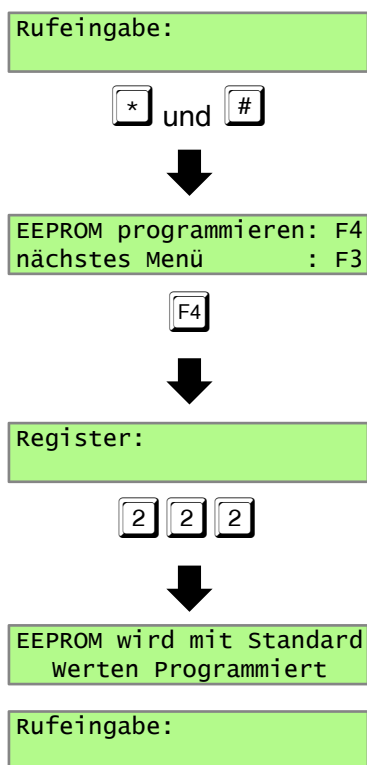 Rufeingabe:
* und #
EEPROM programmieren: F4
nächstes Menü : F3
F4
Register:
2 2 2
EEPROM wird mit Standard
Werten Programmiert
Rufeingabe: